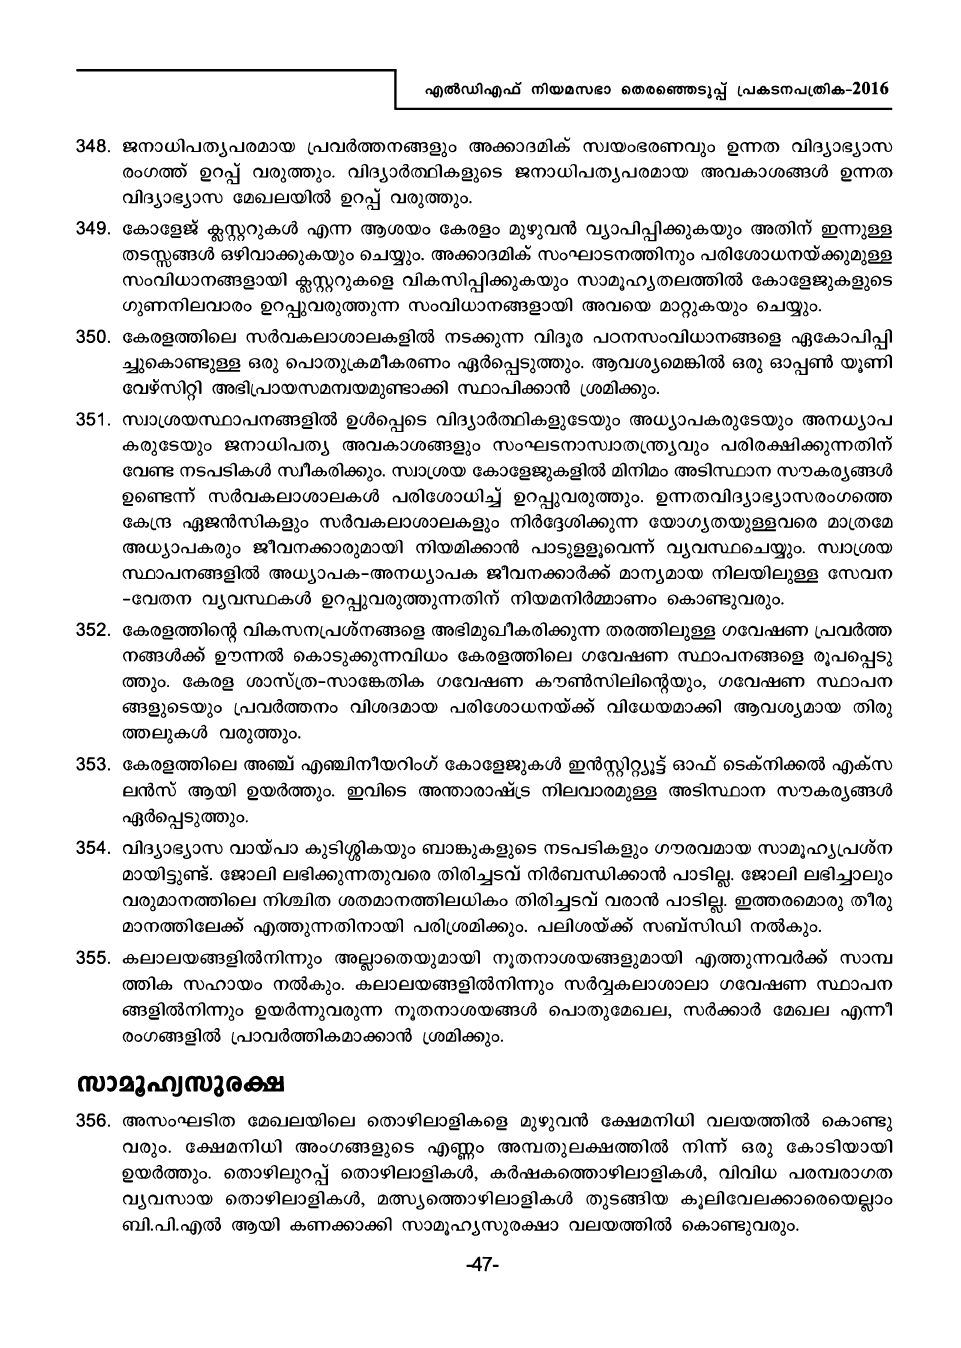 എൽഡിഎഫ് നിയമസഭാ തെരഞ്ഞെടുപ്പ് പ്രകടനപത്രിക-2016
348. ജനാധിപത്യപരമായ പ്രവർത്തനങ്ങളും അക്കാദമിക് സ്വയംഭരണവും ഉന്നത വിദ്യാഭ്യാസ
രംഗത്ത് ഉറപ്പ് വരുത്തും. വിദ്യാർത്ഥികളുടെ ജനാധിപത്യപരമായ അവകാശങ്ങൾ ഉന്നത
വിദ്യാഭ്യാസ മേഖലയിൽ ഉറപ്പ് വരുത്തും.
349. കോളേജ് ക്ലസ്റ്ററുകൾ എന്ന ആശയം കേരളം മുഴുവൻ വ്യാപിപ്പിക്കുകയും അതിന് ഇന്നുള്ള
തടസ്സങ്ങൾ ഒഴിവാക്കുകയും ചെയ്യും. അക്കാദമിക് സംഘാടനത്തിനും പരിശോധനയ്ക്കുമുള്ള
സംവിധാനങ്ങളായി ക്ലസ്റ്ററുകളെ വികസിപ്പിക്കുകയും സാമൂഹ്യതലത്തിൽ കോളേജുകളുടെ
ഗുണനിലവാരം ഉറപ്പുവരുത്തുന്ന സംവിധാനങ്ങളായി അവയെ മാറ്റുകയും ചെയ്യും.
350. കേരളത്തിലെ സർവകലാശാലകളിൽ നടക്കുന്ന വിദൂര പഠനസംവിധാനങ്ങളെ ഏകോപിപ്പി
ച്ചുകൊണ്ടുള്ള ഒരു പൊതുക്രമീകരണം ഏർപ്പെടുത്തും. ആവശ്യമെങ്കിൽ ഒരു ഓപ്പൺ യൂണി
വേഴ്സിറ്റി അഭിപ്രായസമന്വയമുണ്ടാക്കി സ്ഥാപിക്കാൻ ശ്രമിക്കും.
351. സ്വാശ്രയസ്ഥാപനങ്ങളിൽ ഉൾപ്പെടെ വിദ്യാർത്ഥികളുടേയും അധ്യാപകരുടേയും അനധ്യാപ
കരുടേയും ജനാധിപത്യ അവകാശങ്ങളും സംഘടനാസ്വാതന്ത്ര്യവും പരിരക്ഷിക്കുന്നതിന്
വേണ്ട നടപടികൾ സ്വീകരിക്കും. സ്വാശ്രയ കോളേജുകളിൽ മിനിമം അടിസ്ഥാന സൗകര്യങ്ങൾ
ഉണ്ടെന്ന് സർവകലാശാലകൾ പരിശോധിച്ച് ഉറപ്പുവരുത്തും. ഉന്നതവിദ്യാഭ്യാസരംഗത്തെ
കേന്ദ്ര ഏജൻസികളും സർവകലാശാലകളും നിർദ്ദേശിക്കുന്ന യോഗ്യതയുള്ളവരെ മാത്രമേ
അധ്യാപകരും ജീവനക്കാരുമായി നിയമിക്കാൻ പാടുളളൂവെന്ന് വ്യവസ്ഥചെയ്യും. സ്വാശ്രയ
സ്ഥാപനങ്ങളിൽ അധ്യാപക-അനധ്യാപക ജീവനക്കാർക്ക് മാന്യമായ നിലയിലുള്ള സേവന
-വേതന വ്യവസ്ഥകൾ ഉറപ്പുവരുത്തുന്നതിന് നിയമനിർമ്മാണം കൊണ്ടുവരും.
352. കേരളത്തിന്റെ വികസനപ്രശ്നങ്ങളെ അഭിമുഖീകരിക്കുന്ന തരത്തിലുള്ള ഗവേഷണ പ്രവർത്ത
നങ്ങൾക്ക് ഊന്നൽ കൊടുക്കുന്നവിധം കേരളത്തിലെ ഗവേഷണ സ്ഥാപനങ്ങളെ രൂപപ്പെടു
ത്തും. കേരള ശാസ്ത്ര-സാങ്കേതിക ഗവേഷണ കൗൺസിലിന്റെയും, ഗവേഷണ സ്ഥാപന
ങ്ങളുടെയും പ്രവർത്തനം വിശദമായ പരിശോധനയ്ക്ക് വിധേയമാക്കി ആവശ്യമായ തിരു
ത്തലുകൾ വരുത്തും.
353. കേരളത്തിലെ അഞ്ച് എഞ്ചിനീയറിംഗ് കോളേജുകൾ ഇൻസ്റ്റിറ്റ്യൂട്ട് ഓഫ് ടെക്നിക്കൽ എക്സ
ലൻസ് ആയി ഉയർത്തും. ഇവിടെ അന്താരാഷ്ട്ര നിലവാരമുള്ള അടിസ്ഥാന സൗകര്യങ്ങൾ
ഏർപ്പെടുത്തും.
354. വിദ്യാഭ്യാസ വായ്പാ കുടിശ്ശികയും ബാങ്കുകളുടെ നടപടികളും ഗൗരവമായ സാമൂഹ്യപ്രശ്ന
മായിട്ടുണ്ട്. ജോലി ലഭിക്കുന്നതുവരെ തിരിച്ചടവ് നിർബന്ധിക്കാൻ പാടില്ല. ജോലി ലഭിച്ചാലും
വരുമാനത്തിലെ നിശ്ചിത ശതമാനത്തിലധികം തിരിച്ചടവ് വരാൻ പാടില്ല. ഇത്തരമൊരു തീരു
മാനത്തിലേക്ക് എത്തുന്നതിനായി പരിശ്രമിക്കും. പലിശയ്ക്ക് സബ്സിഡി നൽകും.
355. കലാലയങ്ങളിൽനിന്നും അല്ലാതെയുമായി നൂതനാശയങ്ങളുമായി എത്തുന്നവർക്ക് സാമ്പ
ത്തിക സഹായം നൽകും. കലാലയങ്ങളിൽനിന്നും സർവ്വകലാശാലാ ഗവേഷണ സ്ഥാപന
ങ്ങളിൽനിന്നും ഉയർന്നുവരുന്ന നൂതനാശയങ്ങൾ പൊതുമേഖല, സർക്കാർ മേഖല എന്നീ
രംഗങ്ങളിൽ പ്രാവർത്തികമാക്കാൻ ശ്രമിക്കും.
സാമൂഹ്യസുരക്ഷ
356. അസംഘടിത മേഖലയിലെ തൊഴിലാളികളെ മുഴുവൻ ക്ഷേമനിധി വലയത്തിൽ കൊണ്ടു
വരും. ക്ഷേമനിധി അംഗങ്ങളുടെ എണ്ണം അമ്പതുലക്ഷത്തിൽ നിന്ന് ഒരു കോടിയായി
ഉയർത്തും. തൊഴിലുറപ്പ് തൊഴിലാളികൾ, കർഷകത്തൊഴിലാളികൾ, വിവിധ പരമ്പരാഗത
വ്യവസായ തൊഴിലാളികൾ, മത്സ്യത്തൊഴിലാളികൾ തുടങ്ങിയ കൂലിവേലക്കാരെയെല്ലാം
ബി.പി.എൽ ആയി കണക്കാക്കി സാമൂഹ്യസുരക്ഷാ വലയത്തിൽ കൊണ്ടുവരും.
-47-